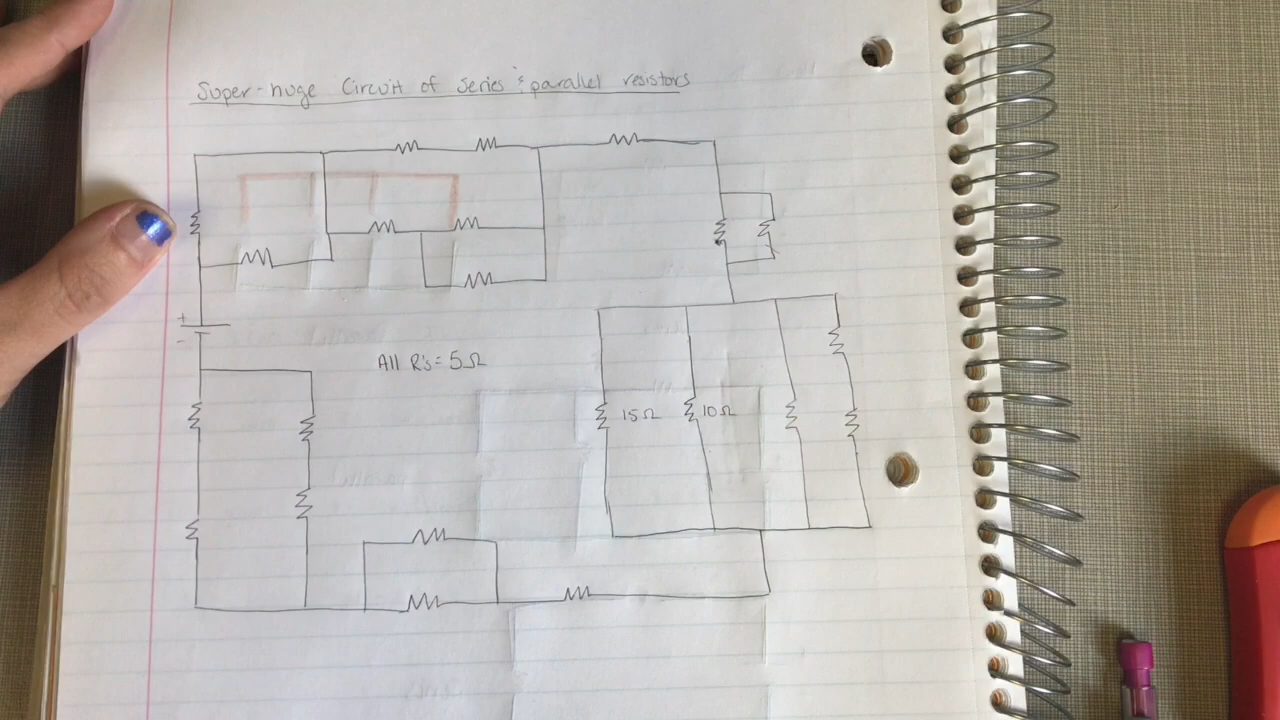 Super-huge Circuit of Series & parallel resistors
+
-
All R's = 5Ω
15Ω 10Ω